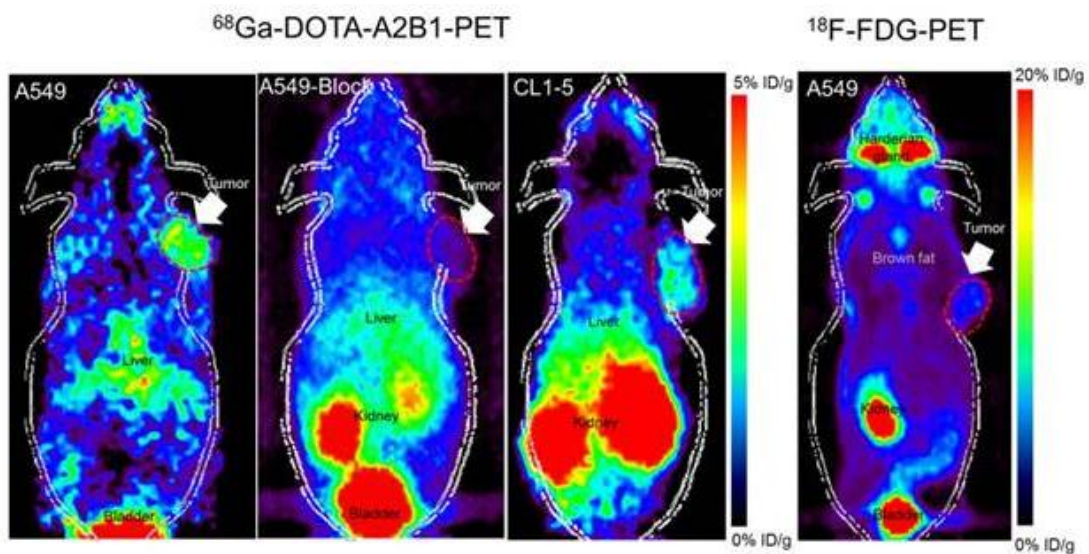 ⁶⁸Ga-DOTA-A2B1-PET
¹⁸F-FDG-PET
A549
Tumor
Liver
Bladder
A549-Block
Tumor
Liver
Kidney
Bladder
CL1-5
Tumor
Liver
Kidney
5% ID/g
0% ID/g
A549
Harderian
gland
Tumor
Brown fat
Kidney
Bladder
20% ID/g
0% ID/g